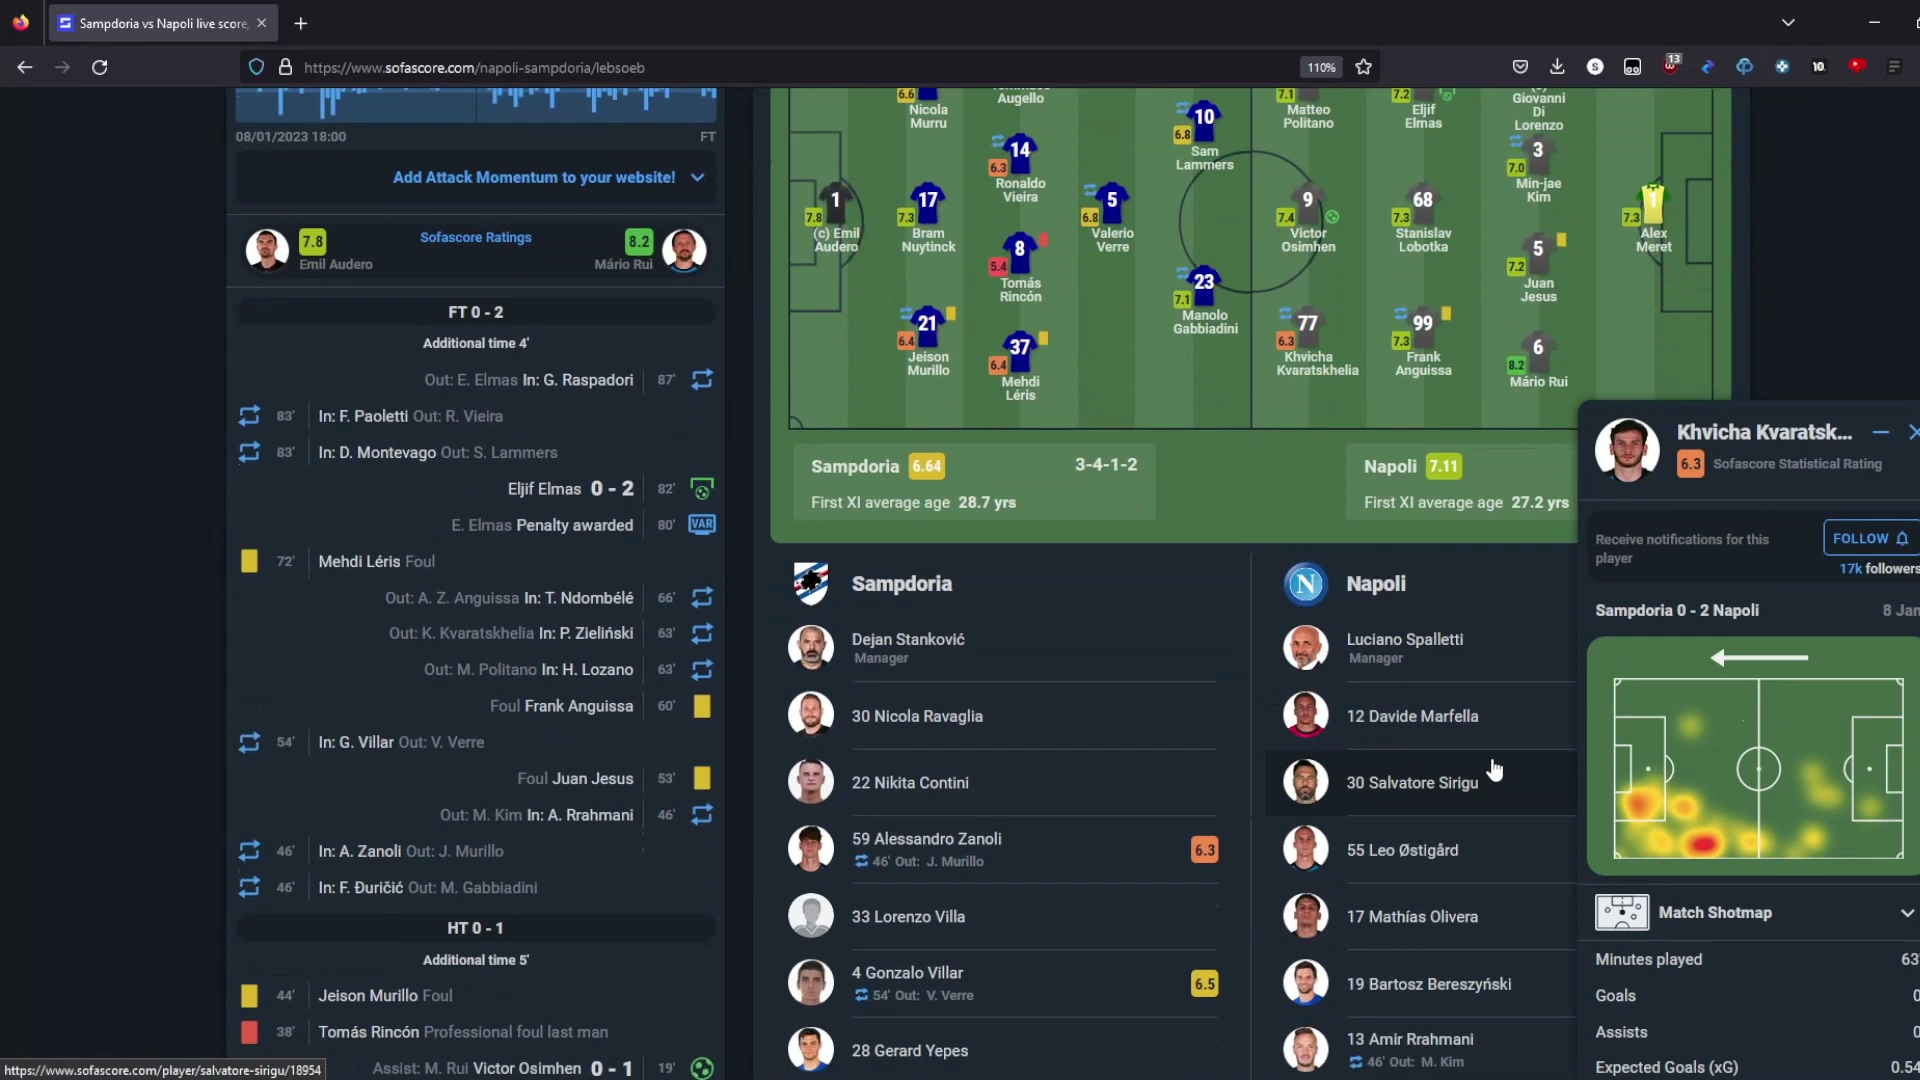 Sampdoria vs Napoli live score,
https://www.sofascore.com/napoli-sampdoria/lebsoeb
110%
13
10.
08/01/2023 18:00
FT
Add Attack Momentum to your website!
7.8
Emil Audero
Sofascore Ratings
8.2
Mário Rui
FT 0 - 2
Additional time 4'
Out: E. Elmas In: G. Raspadori 87'
83' In: F. Paoletti Out: R. Vieira
83' In: D. Montevago Out: S. Lammers
Eljif Elmas 0 - 2 82'
E. Elmas Penalty awarded 80' VAR
72' Mehdi Léris Foul
Out: A. Z. Anguissa In: T. Ndombélé 66'
Out: K. Kvaratskhelia In: P. Zieliński 63'
Out: M. Politano In: H. Lozano 63'
Foul Frank Anguissa 60'
54' In: G. Villar Out: V. Verre
Foul Juan Jesus 53'
Out: M. Kim In: A. Rrahmani 46'
46' In: A. Zanoli Out: J. Murillo
46' In: F. Đuričić Out: M. Gabbiadini
HT 0 - 1
Additional time 5'
44' Jeison Murillo Foul
38' Tomás Rincón Professional foul last man
Assist: M. Rui Victor Osimhen 0 - 1 19'
https://www.sofascore.com/player/salvatore-sirigu/18954
1
7.8
(c) Emil
Audero
6.6
Nicola
Murru
17
7.3
Bram
Nuytinck
21
6.4
Jeison
Murillo
Augello
14
6.3
Ronaldo
Vieira
8
5.4
Tomás
Rincón
37
6.4
Mehdi
Léris
5
6.8
Valerio
Verre
10
6.8
Sam
Lammers
23
7.1
Manolo
Gabbiadini
7.1
Matteo
Politano
9
7.4
Victor
Osimhen
77
6.3
Khvicha
Kvaratskhelia
7.2
Eljif
Elmas
68
7.3
Stanislav
Lobotka
99
7.3
Frank
Anguissa
Giovanni
Di
Lorenzo
3
7.0
Min-jae
Kim
5
7.2
Juan
Jesus
6
8.2
Mário Rui
1
7.3
Alex
Meret
Sampdoria 6.64 3-4-1-2
First XI average age 28.7 yrs
Napoli 7.11
First XI average age 27.2 yrs
Sampdoria
Dejan Stanković
Manager
30 Nicola Ravaglia
22 Nikita Contini
59 Alessandro Zanoli
46' Out: J. Murillo
6.3
33 Lorenzo Villa
4 Gonzalo Villar
54' Out: V. Verre
6.5
28 Gerard Yepes
N
Napoli
Luciano Spalletti
Manager
12 Davide Marfella
30 Salvatore Sirigu
55 Leo Østigård
17 Mathías Olivera
19 Bartosz Bereszyński
13 Amir Rrahmani
46' Out: M. Kim
Khvicha Kvaratsk...
6.3 Sofascore Statistical Rating
Receive notifications for this
player
FOLLOW
17k followers
Sampdoria 0 - 2 Napoli 8 Jan
Match Shotmap
Minutes played 63'
Goals 0
Assists 0
Expected Goals (xG) 0.54